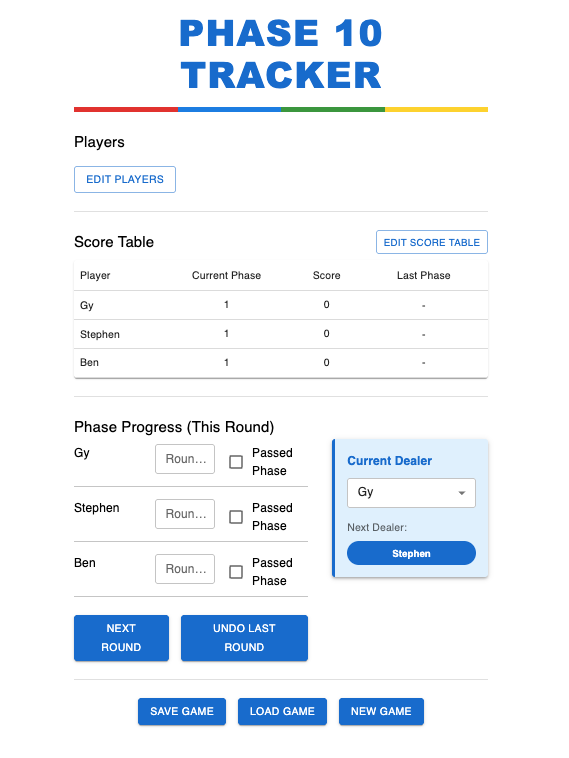 PHASE 10
TRACKER
Players
EDIT PLAYERS
Score Table
EDIT SCORE TABLE
Player Current Phase Score Last Phase
Gy 1 0 -
Stephen 1 0 -
Ben 1 0 -
Phase Progress (This Round)
Gy
Roun...
Passed
Phase
Stephen
Roun...
Passed
Phase
Ben
Roun...
Passed
Phase
Current Dealer
Gy
Next Dealer:
Stephen
NEXT
ROUND
UNDO LAST
ROUND
SAVE GAME
LOAD GAME
NEW GAME